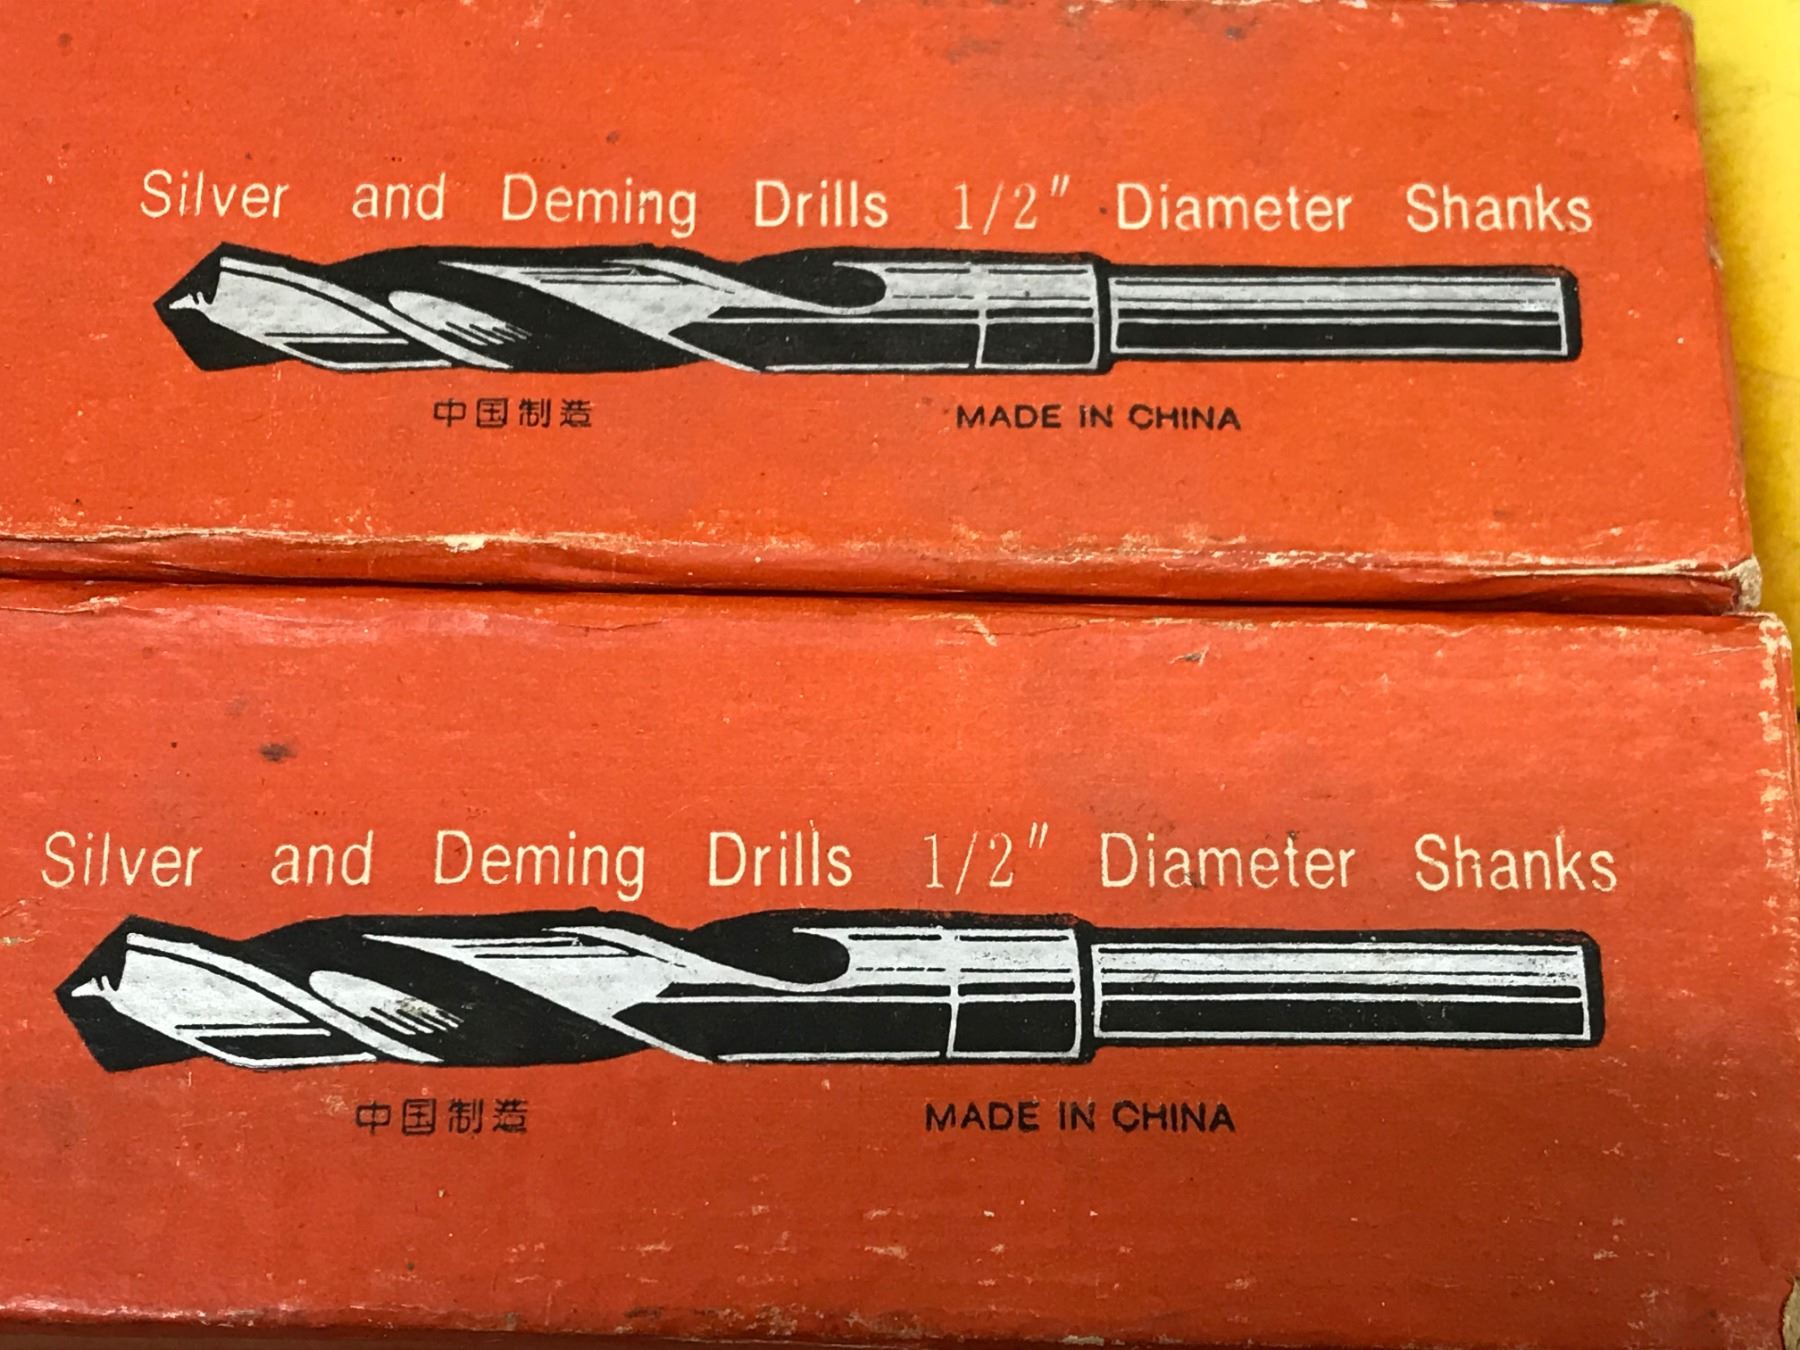 Silver and Deming Drills 1/2" Diameter Shanks
中国制造 MADE IN CHINA
Silver and Deming Drills 1/2" Diameter Shanks
中国制造 MADE IN CHINA